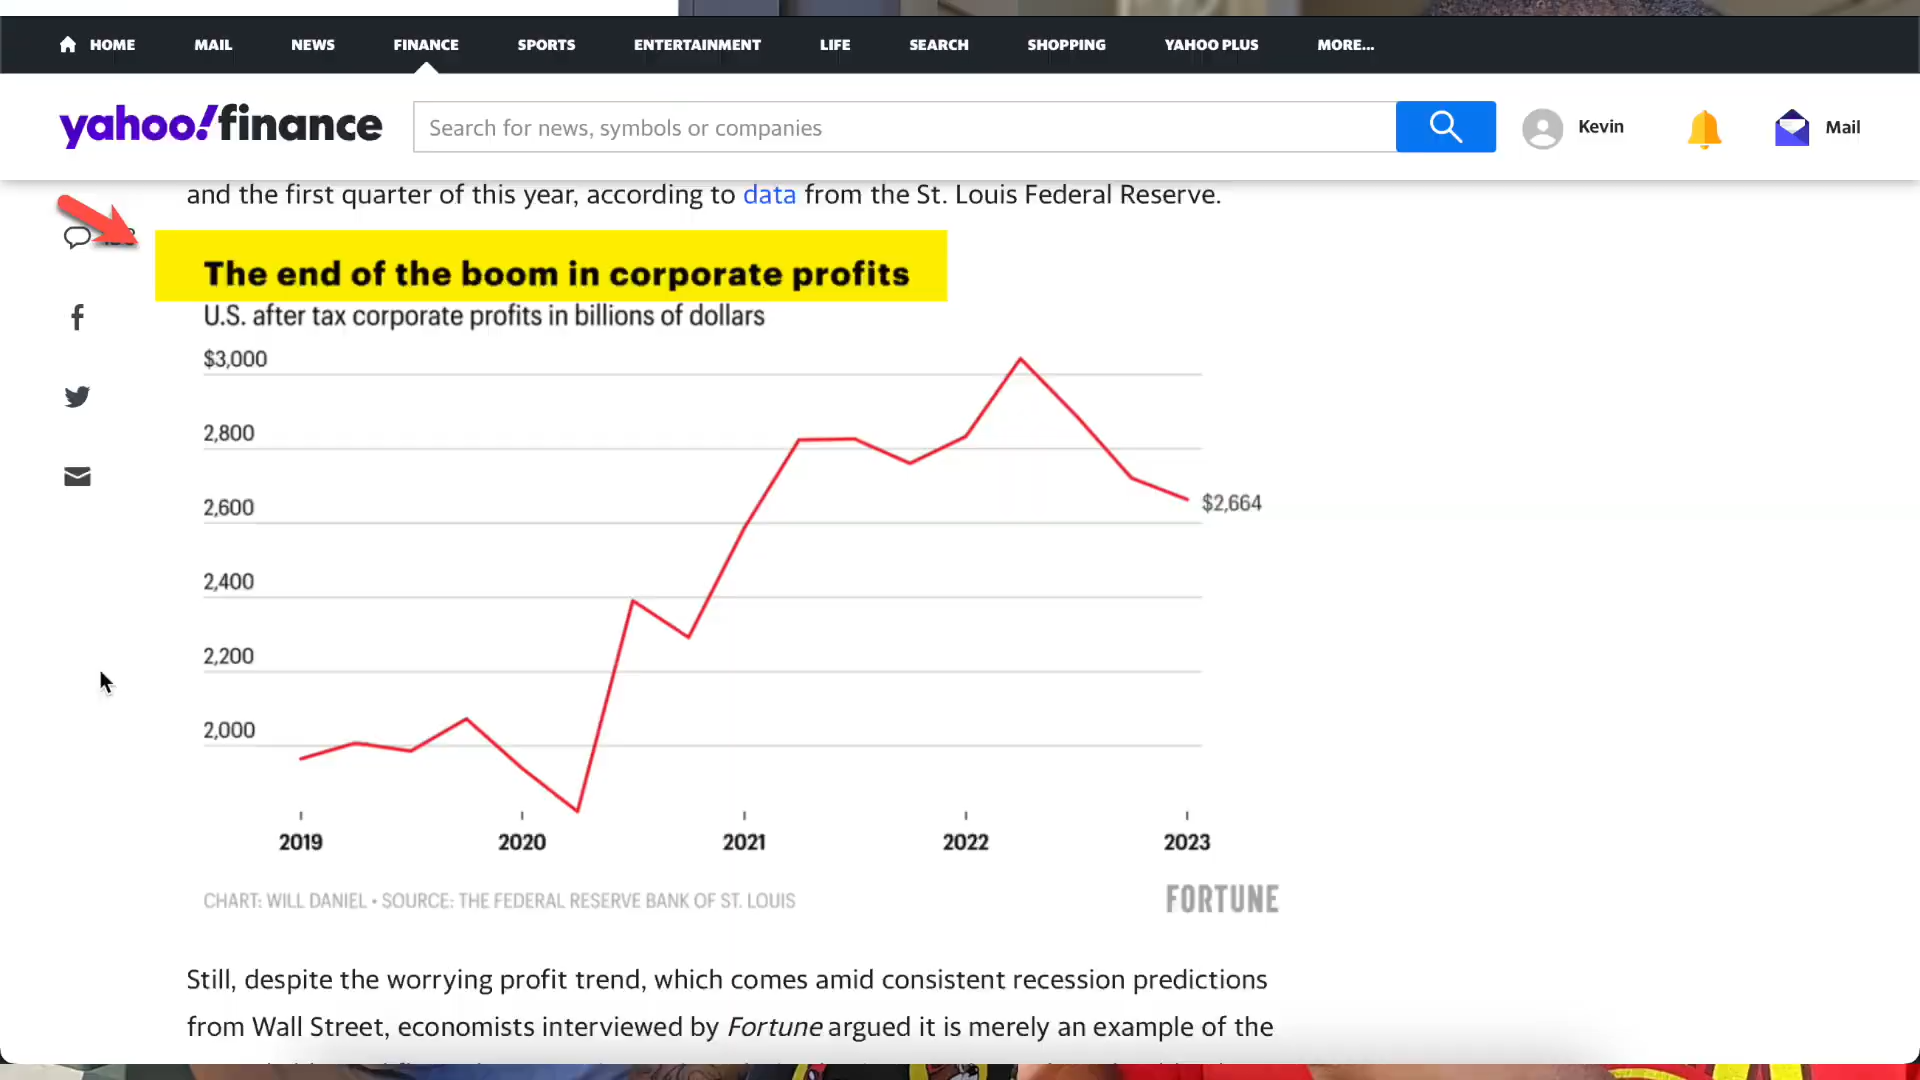 HOME MAIL NEWS FINANCE SPORTS ENTERTAINMENT LIFE SEARCH SHOPPING YAHOO PLUS MORE...
yahoo!finance Search for news, symbols or companies Kevin Mail
and the first quarter of this year, according to data from the St. Louis Federal Reserve.
The end of the boom in corporate profits
U.S. after tax corporate profits in billions of dollars
$3,000
2,800
2,600
$2,664
2,400
2,200
2,000
2019 2020 2021 2022 2023
CHART: WILL DANIEL • SOURCE: THE FEDERAL RESERVE BANK OF ST. LOUIS FORTUNE
Still, despite the worrying profit trend, which comes amid consistent recession predictions
from Wall Street, economists interviewed by Fortune argued it is merely an example of the